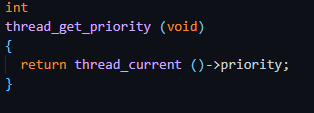 int
thread_get_priority (void)
{
  return thread_current ()->priority;
}